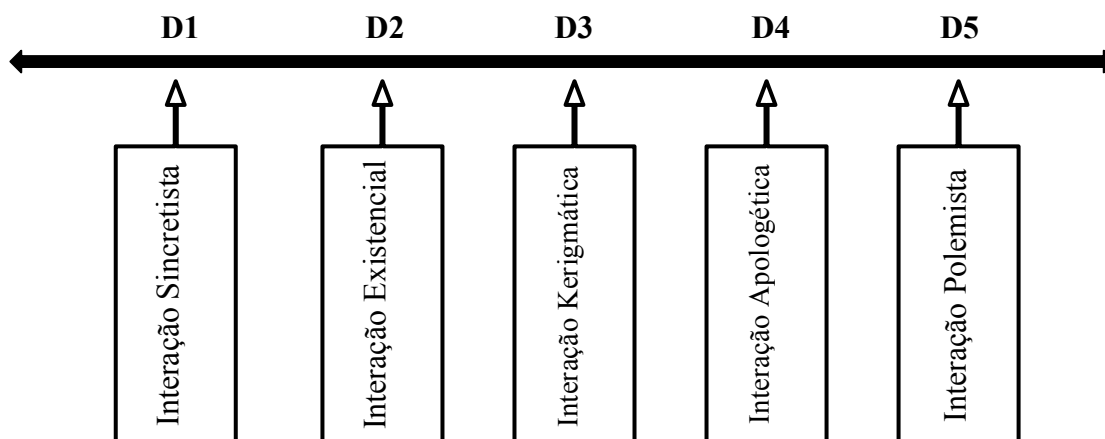 D1 D2 D3 D4 D5
Interação Sincretista
Interação Existencial
Interação Kerigmática
Interação Apologética
Interação Polemista